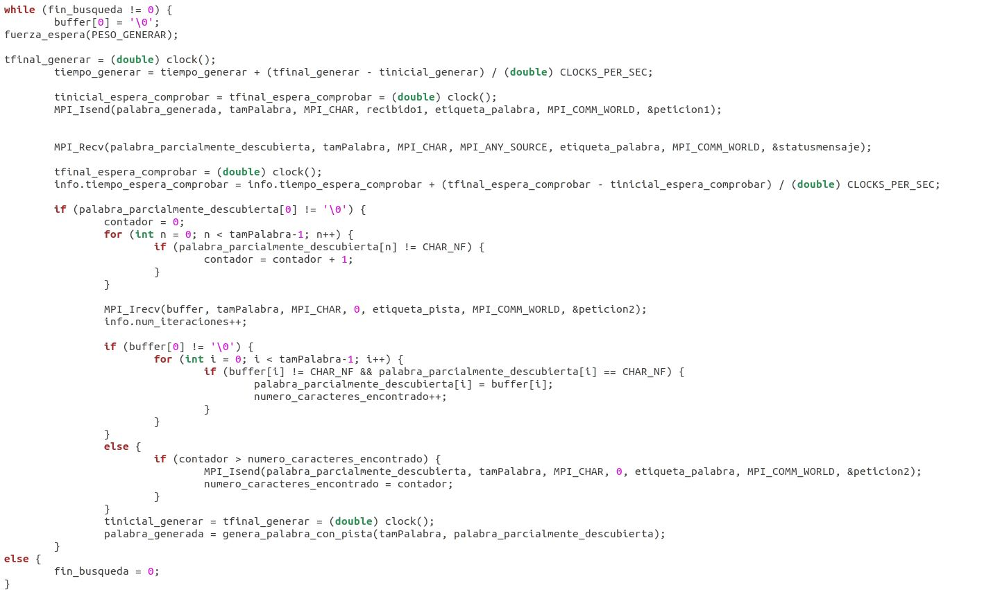 while (fin_busqueda != 0) {
buffer[0] = '\0';
fuerza_espera(PESO_GENERAR);
tfinal_generar = (double) clock();
tiempo_generar = tiempo_generar + (tfinal_generar - tinicial_generar) / (double) CLOCKS_PER_SEC;
tinicial_espera_comprobar = tfinal_espera_comprobar = (double) clock();
MPI_Isend(palabra_generada, tamPalabra, MPI_CHAR, recibido1, etiqueta_palabra, MPI_COMM_WORLD, &peticion1);
MPI_Recv(palabra_parcialmente_descubierta, tamPalabra, MPI_CHAR, MPI_ANY_SOURCE, etiqueta_palabra, MPI_COMM_WORLD, &statusmensaje);
tfinal_espera_comprobar = (double) clock();
info.tiempo_espera_comprobar = info.tiempo_espera_comprobar + (tfinal_espera_comprobar - tinicial_espera_comprobar) / (double) CLOCKS_PER_SEC;
if (palabra_parcialmente_descubierta[0] != '\0') {
contador = 0;
for (int n = 0; n < tamPalabra-1; n++) {
if (palabra_parcialmente_descubierta[n] != CHAR_NF) {
contador = contador + 1;
}
}
MPI_Irecv(buffer, tamPalabra, MPI_CHAR, 0, etiqueta_pista, MPI_COMM_WORLD, &peticion2);
info.num_iteraciones++;
if (buffer[0] != '\0') {
for (int i = 0; i < tamPalabra-1; i++) {
if (buffer[i] != CHAR_NF && palabra_parcialmente_descubierta[i] == CHAR_NF) {
palabra_parcialmente_descubierta[i] = buffer[i];
numero_caracteres_encontrado++;
}
}
}
else {
if (contador > numero_caracteres_encontrado) {
MPI_Isend(palabra_parcialmente_descubierta, tamPalabra, MPI_CHAR, 0, etiqueta_palabra, MPI_COMM_WORLD, &peticion2);
numero_caracteres_encontrado = contador;
}
}
tinicial_generar = tfinal_generar = (double) clock();
palabra_generada = genera_palabra_con_pista(tamPalabra, palabra_parcialmente_descubierta);
}
else {
fin_busqueda = 0;
}